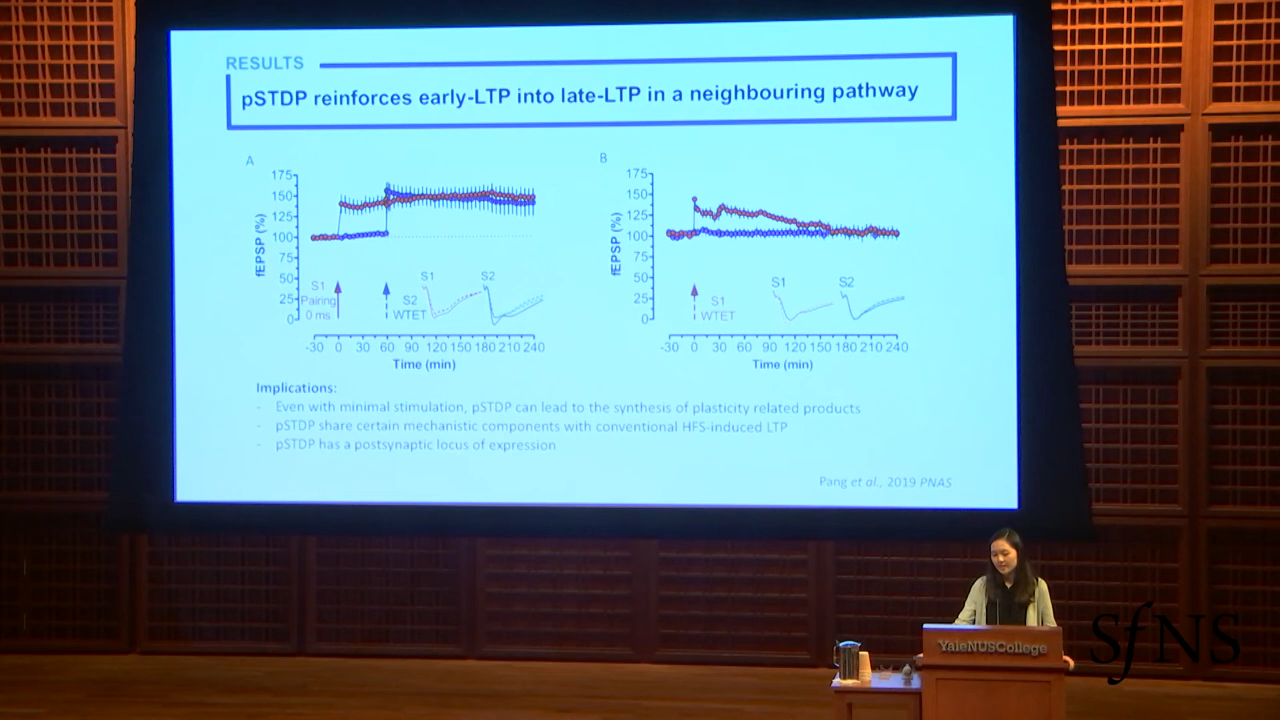 RESULTS
pSTDP reinforces early-LTP into late-LTP in a neighbouring pathway
A
175
150
125
100
75
50
25
0
fEPSP (%)
S1
Pairing
0 ms
S2
WTET
S1
S2
-30 0 30 60 90 120 150 180 210 240
Time (min)
B
175
150
125
100
75
50
25
0
fEPSP (%)
S1
WTET
S1
S2
-30 0 30 60 90 120 150 180 210 240
Time (min)
Implications:
- Even with minimal stimulation, pSTDP can lead to the synthesis of plasticity related products
- pSTDP share certain mechanistic components with conventional HFS-induced LTP
- pSTDP has a postsynaptic locus of expression
Pang et al., 2019 PNAS
YaleNUSCollege
SfNS